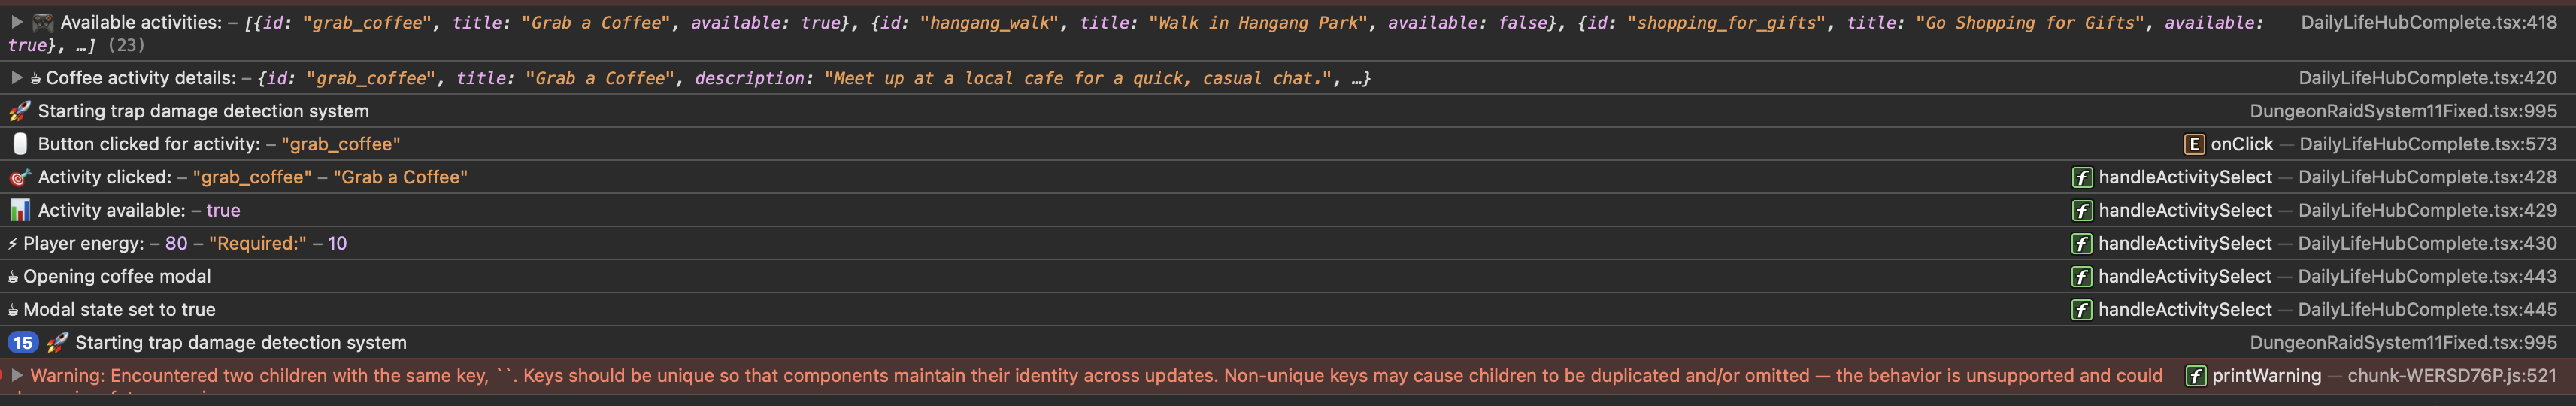 ▶ 🎮 Available activities: – [{id: "grab_coffee", title: "Grab a Coffee", available: true}, {id: "hangang_walk", title: "Walk in Hangang Park", available: false}, {id: "shopping_for_gifts", title: "Go Shopping for Gifts", available: DailyLifeHubComplete.tsx:418
true}, …] (23)
▶ ☕ Coffee activity details: – {id: "grab_coffee", title: "Grab a Coffee", description: "Meet up at a local cafe for a quick, casual chat.", …} DailyLifeHubComplete.tsx:420
🚀 Starting trap damage detection system DungeonRaidSystem11Fixed.tsx:995
Button clicked for activity: – "grab_coffee" E onClick — DailyLifeHubComplete.tsx:573
🎯 Activity clicked: – "grab_coffee" – "Grab a Coffee" f handleActivitySelect — DailyLifeHubComplete.tsx:428
📊 Activity available: – true f handleActivitySelect — DailyLifeHubComplete.tsx:429
⚡ Player energy: – 80 – "Required:" – 10 f handleActivitySelect — DailyLifeHubComplete.tsx:430
☕ Opening coffee modal f handleActivitySelect — DailyLifeHubComplete.tsx:443
☕ Modal state set to true f handleActivitySelect — DailyLifeHubComplete.tsx:445
15 🚀 Starting trap damage detection system DungeonRaidSystem11Fixed.tsx:995
▶ Warning: Encountered two children with the same key, ``. Keys should be unique so that components maintain their identity across updates. Non-unique keys may cause children to be duplicated and/or omitted — the behavior is unsupported and could f printWarning — chunk-WERSD76P.js:521